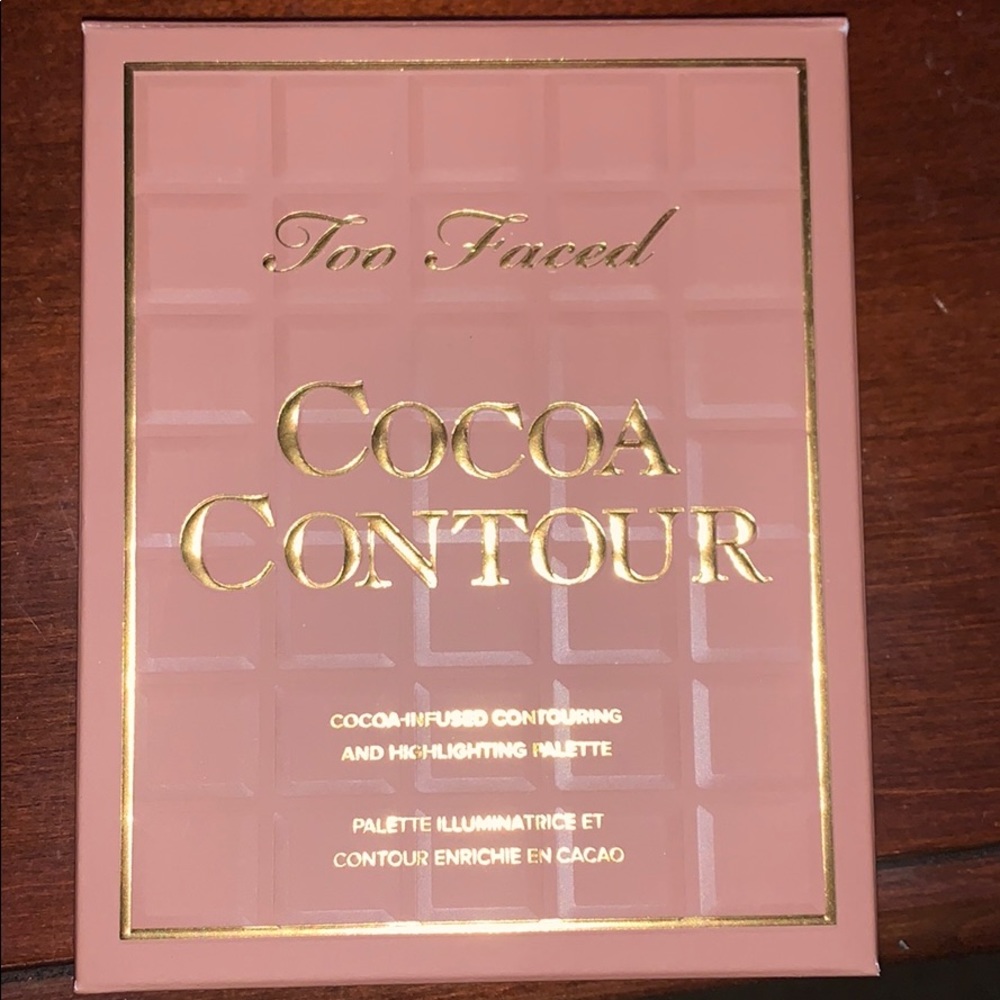 Too Faced
COCOA
CONTOUR
COCOA-INFUSED CONTOURING
AND HIGHLIGHTING PALETTE
PALETTE ILLUMINATRICE ET
CONTOUR ENRICHIE EN CACAO